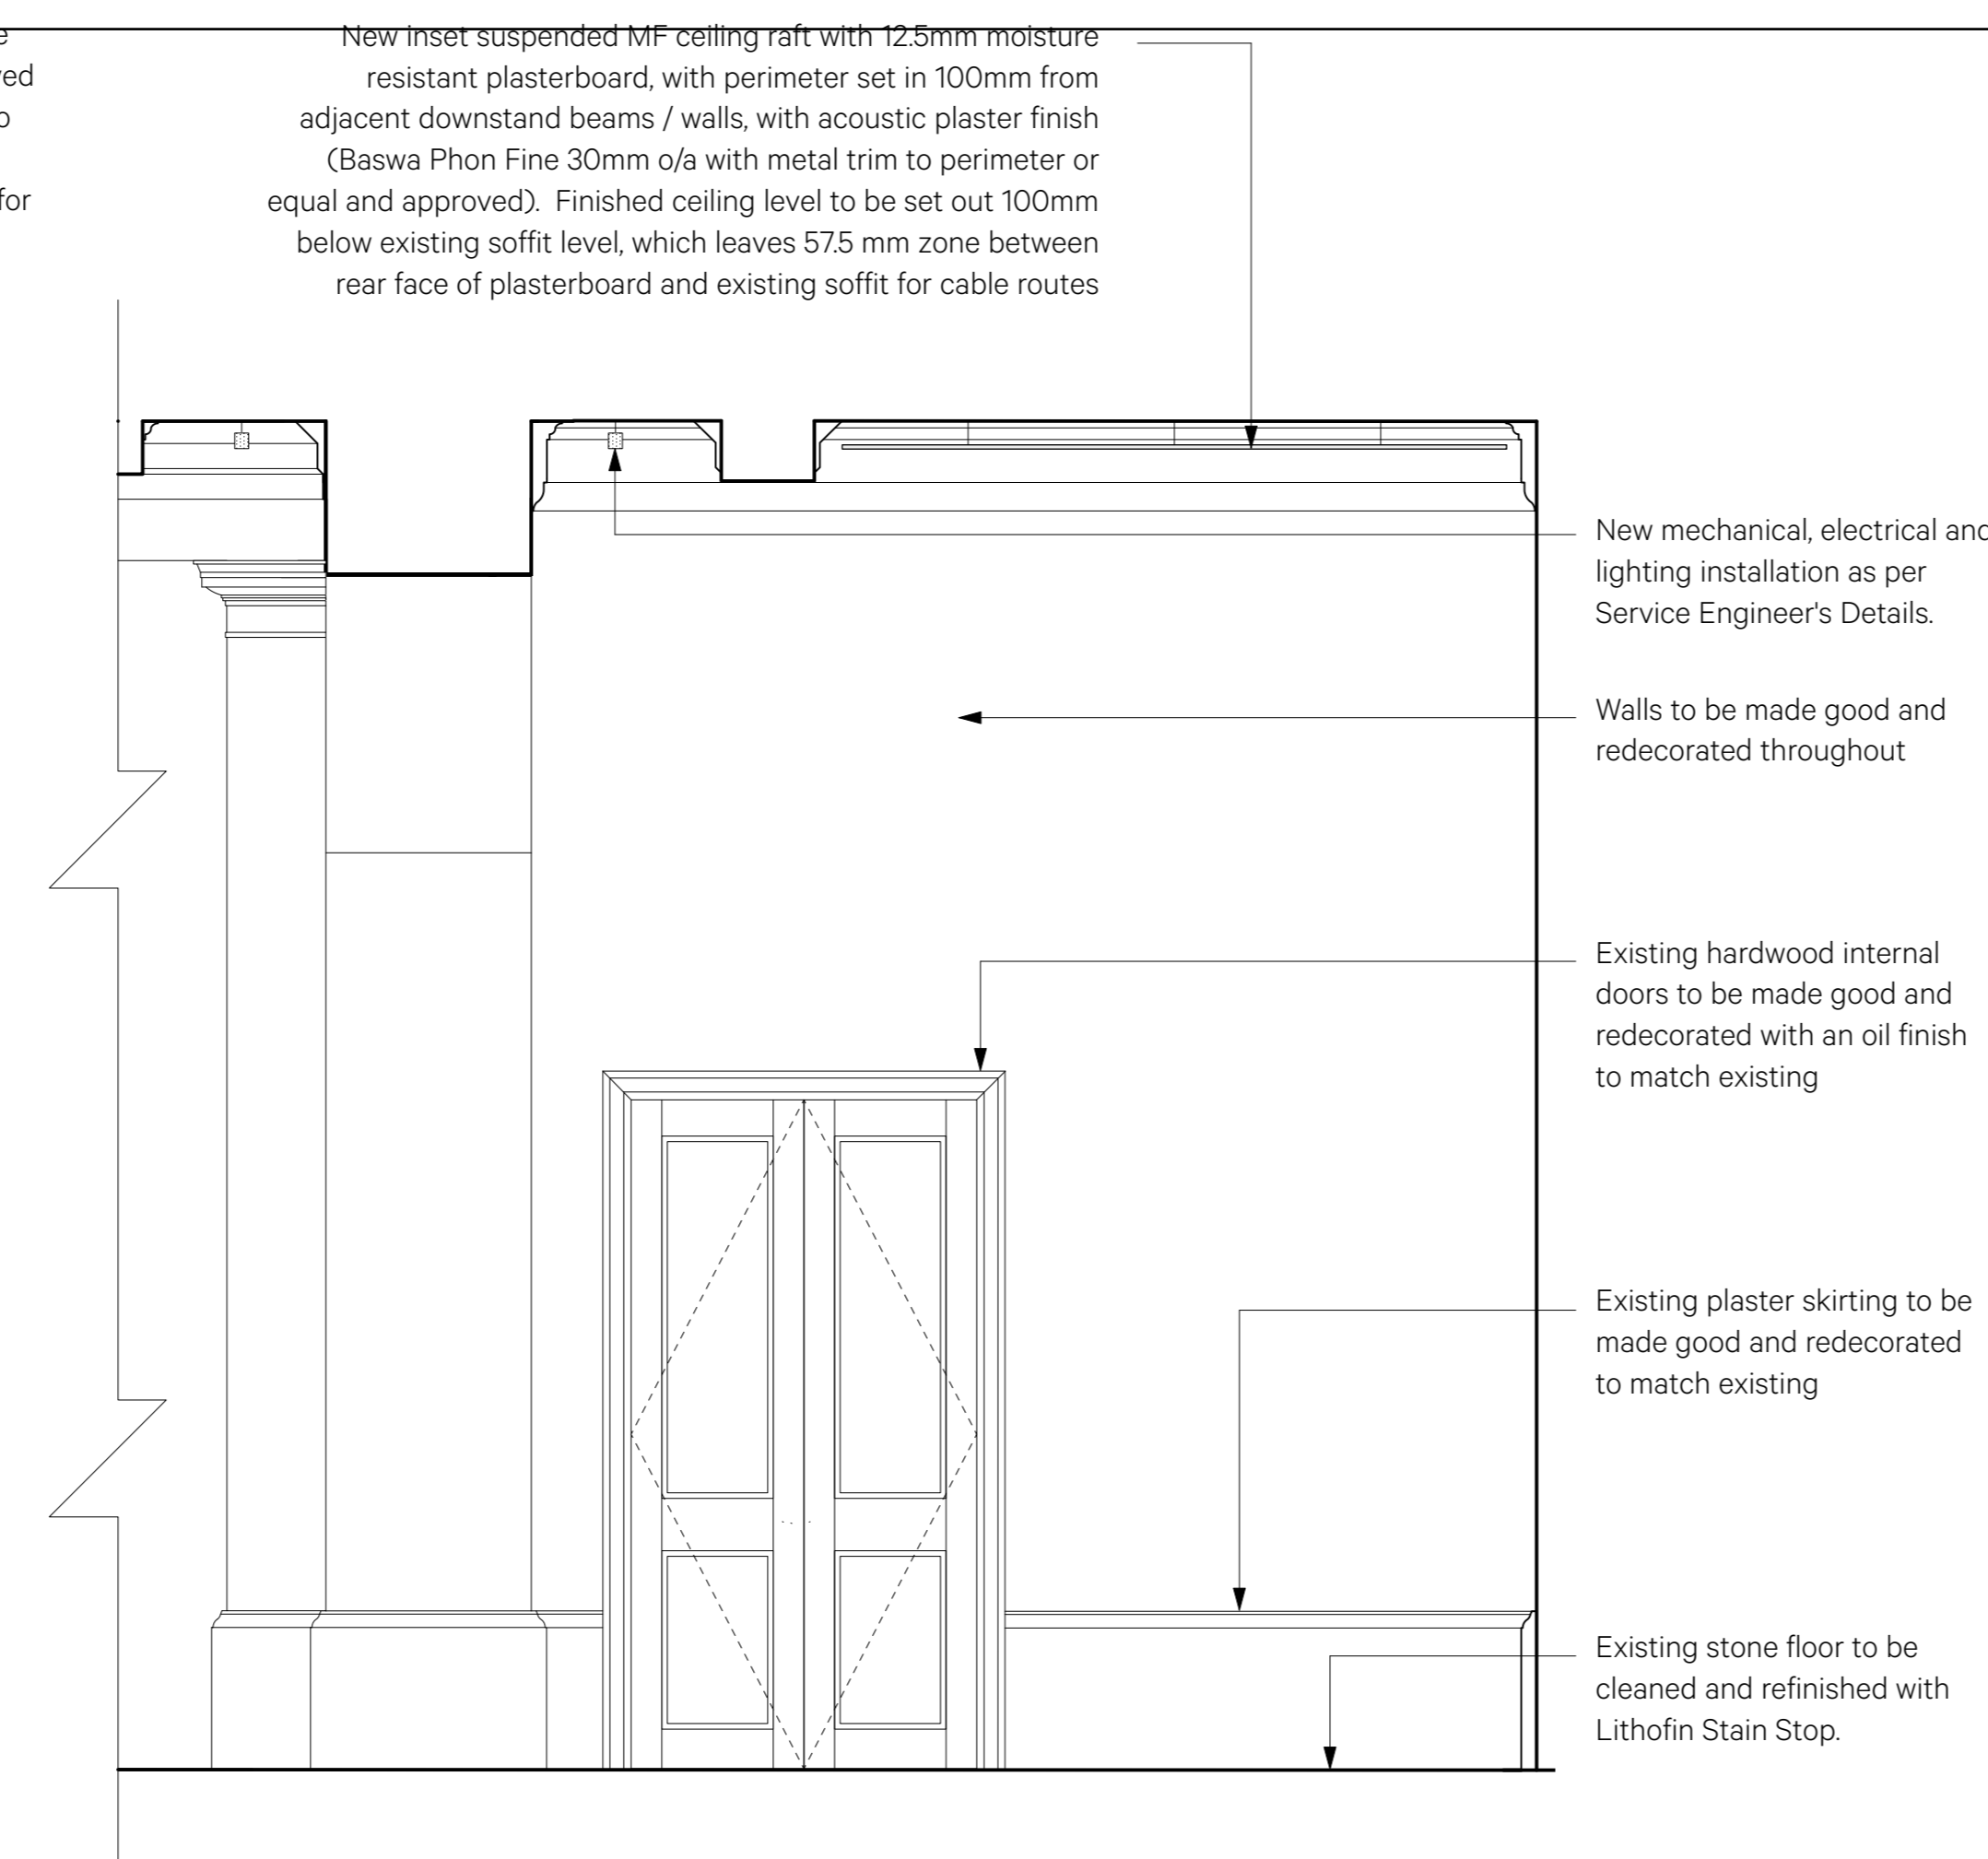 ved
for
New inset suspended MF ceiling raft with 12.5mm moisture
resistant plasterboard, with perimeter set in 100mm from
adjacent downstand beams / walls, with acoustic plaster finish
(Baswa Phon Fine 30mm o/a with metal trim to perimeter or
equal and approved).  Finished ceiling level to be set out 100mm
below existing soffit level, which leaves 57.5 mm zone between
rear face of plasterboard and existing soffit for cable routes
New mechanical, electrical and
lighting installation as per
Service Engineer's Details.
Walls to be made good and
redecorated throughout
Existing hardwood internal
doors to be made good and
redecorated with an oil finish
to match existing
Existing plaster skirting to be
made good and redecorated
to match existing
Existing stone floor to be
cleaned and refinished with
Lithofin Stain Stop.